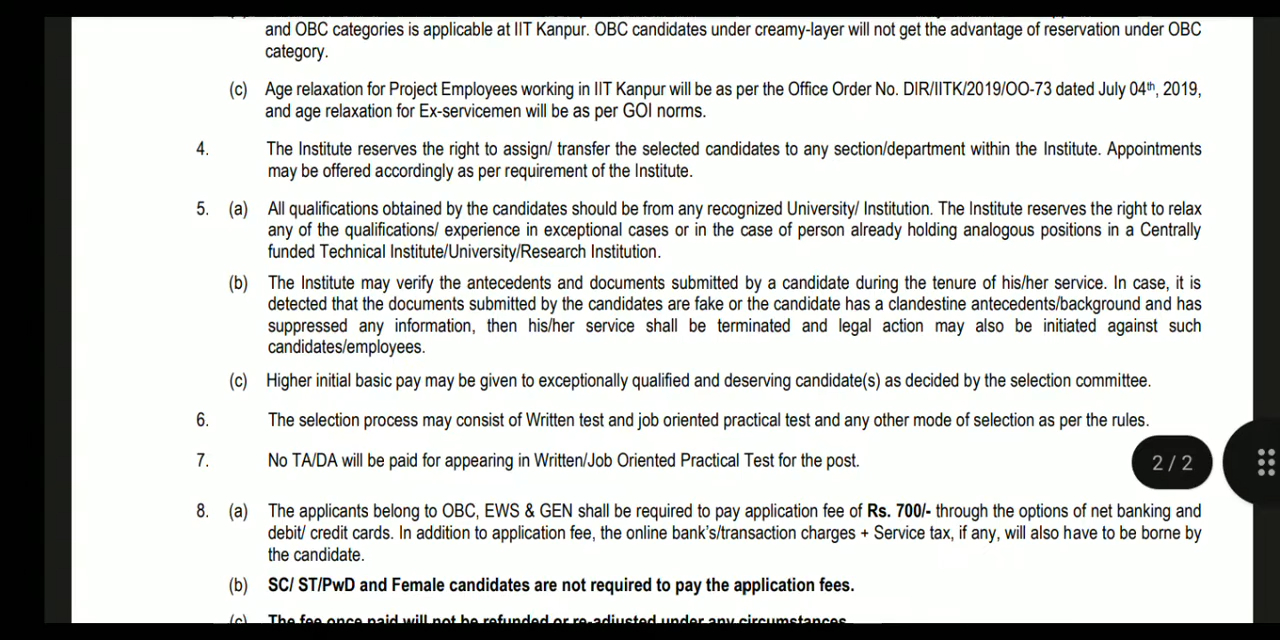 and OBC categories is applicable at IIT Kanpur. OBC candidates under creamy-layer will not get the advantage of reservation under OBC
category.
(c) Age relaxation for Project Employees working in IIT Kanpur will be as per the Office Order No. DIR/IITK/2019/OO-73 dated July 04th, 2019,
and age relaxation for Ex-servicemen will be as per GOI norms.
4. The Institute reserves the right to assign/ transfer the selected candidates to any section/department within the Institute. Appointments
may be offered accordingly as per requirement of the Institute.
5. (a) All qualifications obtained by the candidates should be from any recognized University/ Institution. The Institute reserves the right to relax
any of the qualifications/ experience in exceptional cases or in the case of person already holding analogous positions in a Centrally
funded Technical Institute/University/Research Institution.
(b) The Institute may verify the antecedents and documents submitted by a candidate during the tenure of his/her service. In case, it is
detected that the documents submitted by the candidates are fake or the candidate has a clandestine antecedents/background and has
suppressed any information, then his/her service shall be terminated and legal action may also be initiated against such
candidates/employees.
(c) Higher initial basic pay may be given to exceptionally qualified and deserving candidate(s) as decided by the selection committee.
6. The selection process may consist of Written test and job oriented practical test and any other mode of selection as per the rules.
7. No TA/DA will be paid for appearing in Written/Job Oriented Practical Test for the post.
2 / 2
8. (a) The applicants belong to OBC, EWS & GEN shall be required to pay application fee of Rs. 700/- through the options of net banking and
debit/ credit cards. In addition to application fee, the online bank's/transaction charges + Service tax, if any, will also have to be borne by
the candidate.
(b) SC/ ST/PwD and Female candidates are not required to pay the application fees.
(c) The fee once paid will not be refunded or re-adjusted under any circumstances.